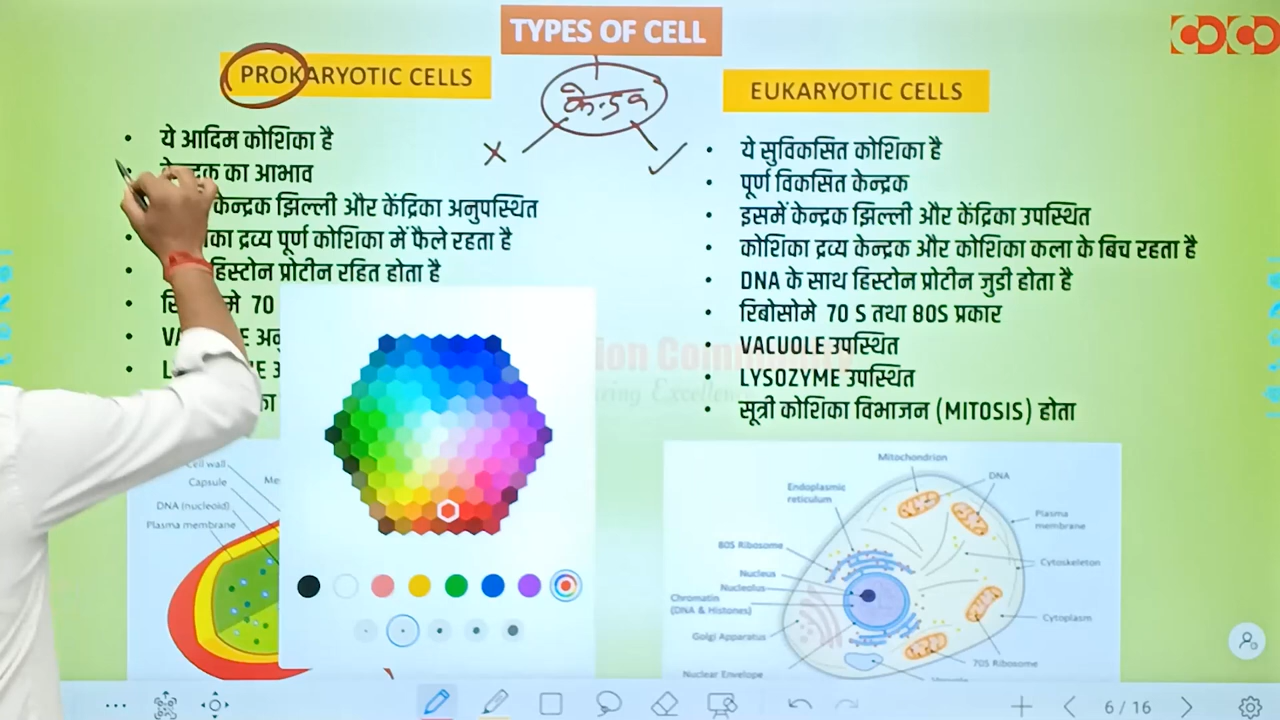 TYPES OF CELL
COCO
PROKARYOTIC CELLS
केन्द्रक
EUKARYOTIC CELLS
• ये आदिम कोशिका है
का आभाव
केन्द्रक झिल्ली और केंद्रिका अनुपस्थित
द्रव्य पूर्ण कोशिका में फैले रहता है
हिस्टोन प्रोटीन रहित होता है
70
• ये सुविकसित कोशिका है
• पूर्ण विकसित केन्द्रक
• इसमें केन्द्रक झिल्ली और केंद्रिका उपस्थित
• कोशिका द्रव्य केन्द्रक और कोशिका कला के बिच रहता है
• DNA के साथ हिस्टोन प्रोटीन जुडी होता है
• रिबोसोमे 70 S तथा 80S प्रकार
• VACUOLE उपस्थित
• LYSOZYME उपस्थित
• सूत्री कोशिका विभाजन (MITOSIS) होता
Cell wall
Capsule
DNA (nucleoid)
Plasma membrane
Mitochondrion
DNA
Endoplasmic
reticulum
Plasma
membrane
80S Ribosome
Cytoskeleton
Nucleus
Nucleolus
Chromatin
(DNA & Histones)
Cytoplasm
Golgi Apparatus
70S Ribosome
Nuclear Envelope
6 / 16